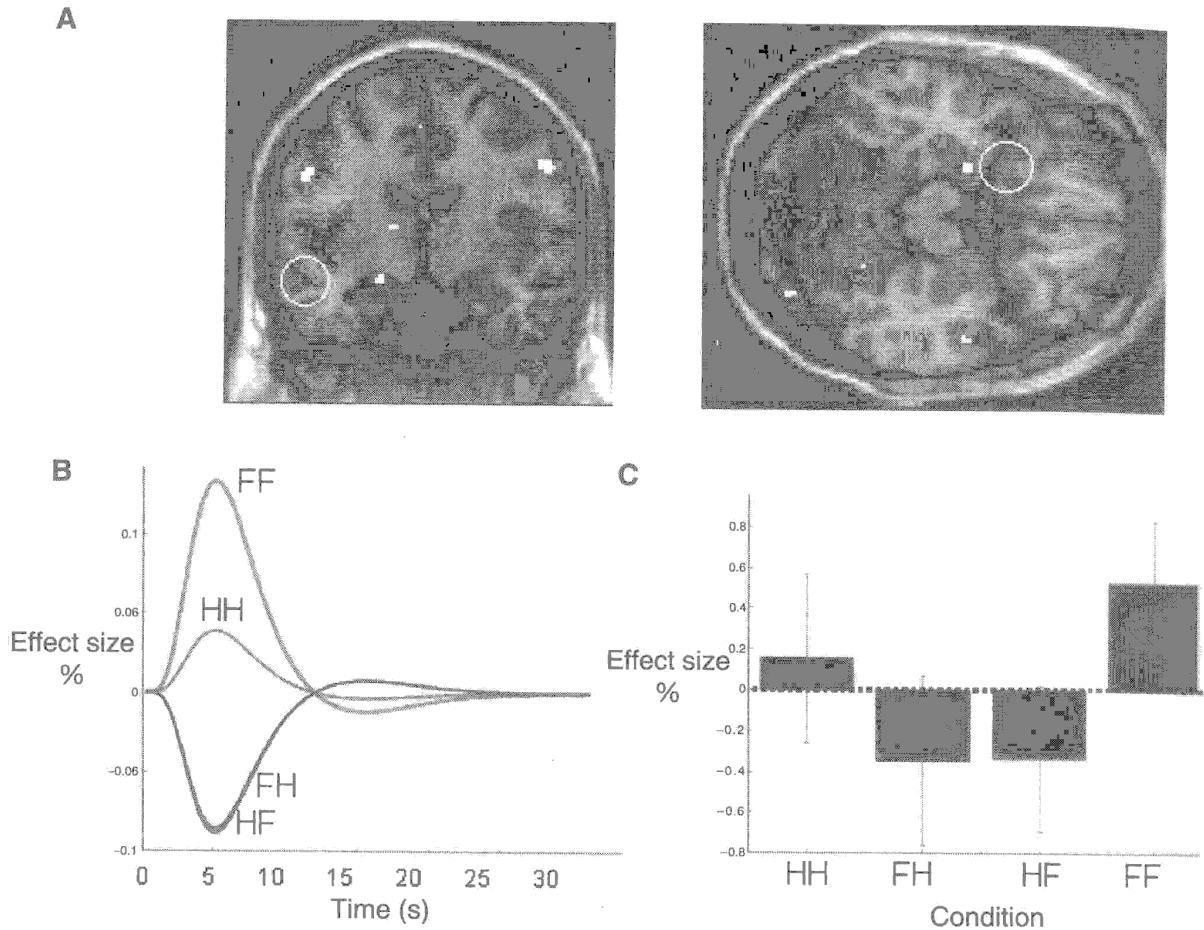 A
B
FF
HH
FH
HF
0.1
0.06
0
−0.06
−0.1
Effect size
%
0 5 10 15 20 25 30
Time (s)
C
0.8
0.6
0.4
0.2
0
−0.2
−0.4
−0.6
−0.8
Effect size
%
HH FH HF FF
Condition